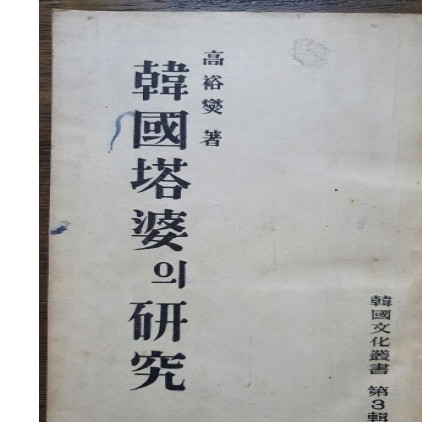 高裕燮 著
韓國塔婆의研究
韓國文化叢書 第3輯